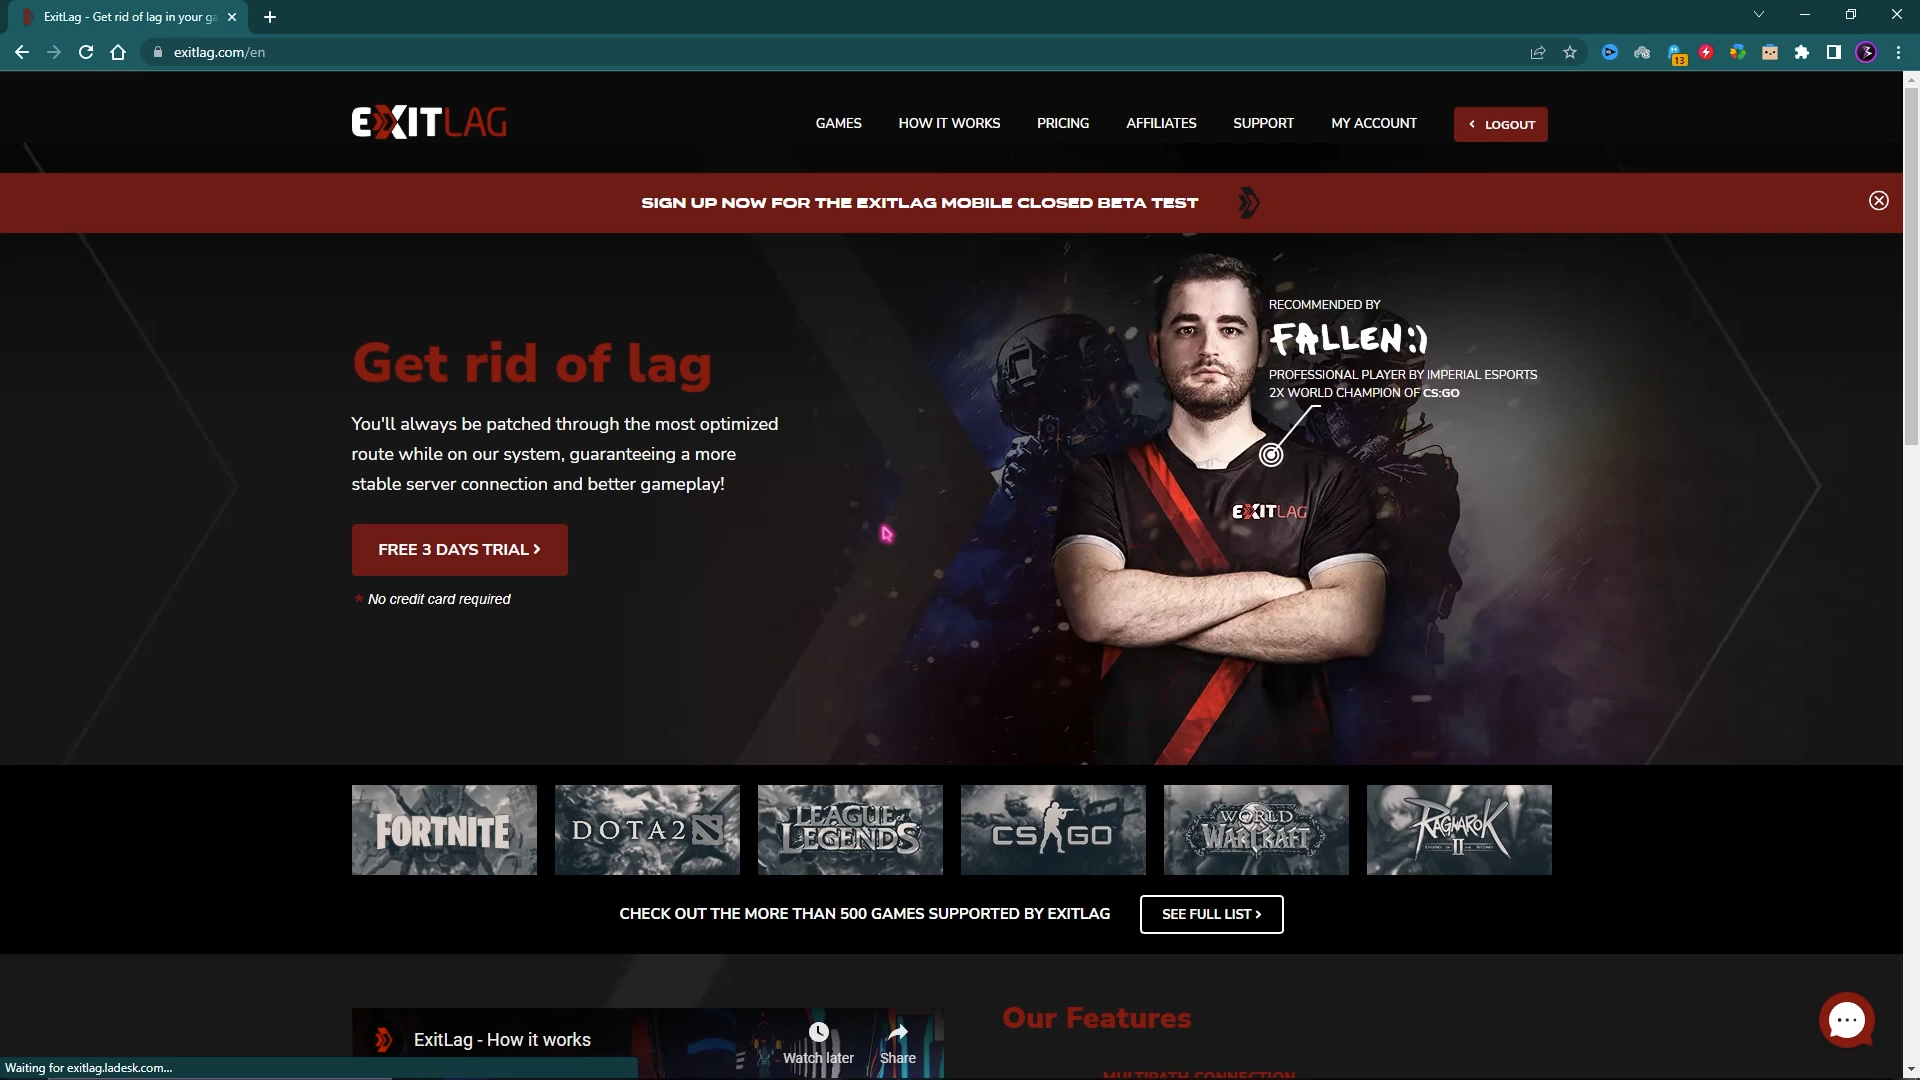 ExitLag - Get rid of lag in your ga
exitlag.com/en
13
EXITLAG
GAMES
HOW IT WORKS
PRICING
AFFILIATES
SUPPORT
MY ACCOUNT
LOGOUT
SIGN UP NOW FOR THE EXITLAG MOBILE CLOSED BETA TEST
RECOMMENDED BY
FALLEN:)
PROFESSIONAL PLAYER BY IMPERIAL ESPORTS
2X WORLD CHAMPION OF CS:GO
Get rid of lag
You'll always be patched through the most optimized
route while on our system, guaranteeing a more
stable server connection and better gameplay!
EXITLAG
FREE 3 DAYS TRIAL
* No credit card required
FORTNITE
DOTA 2
LEAGUE of LEGENDS
CS GO
WORLD WARCRAFT
RAGNAROK II
CHECK OUT THE MORE THAN 500 GAMES SUPPORTED BY EXITLAG
SEE FULL LIST
ExitLag - How it works
Watch later
Share
Our Features
MULTIPATH CONNECTION
Waiting for exitlag.ladesk.com...